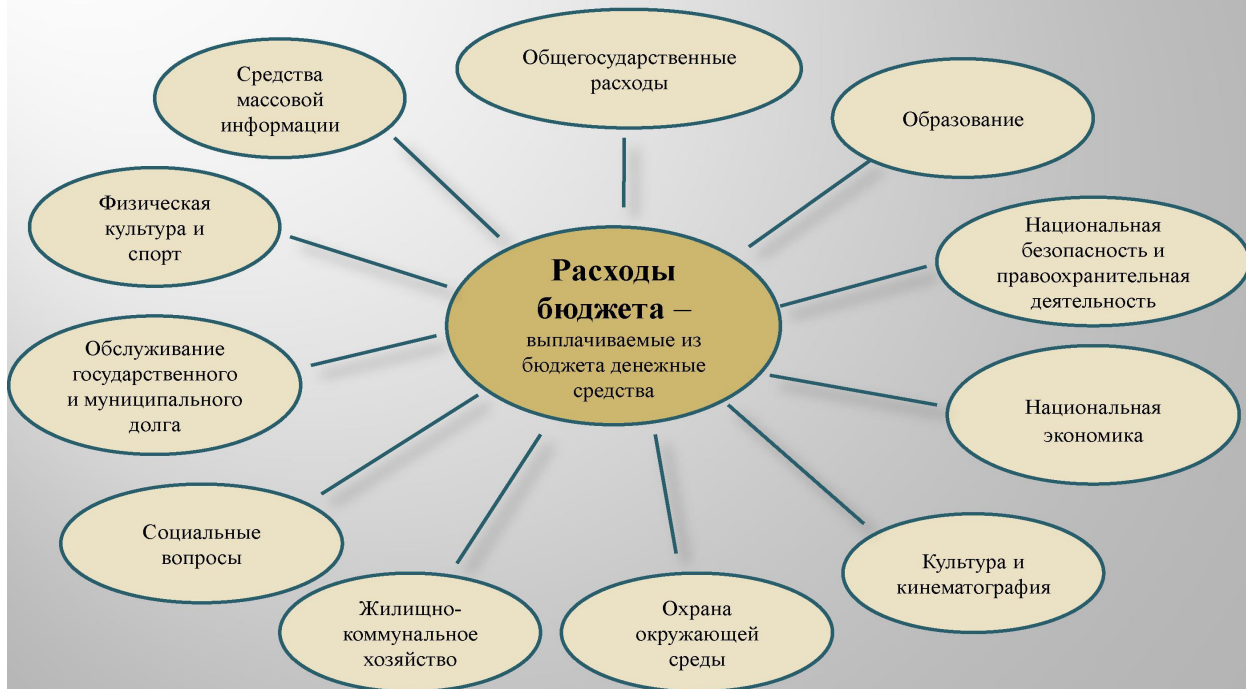 Общегосударственные
расходы
Средства
массовой
информации
Образование
Физическая
культура и
спорт
Национальная
безопасность и
правоохранительная
деятельность
Расходы
бюджета –
выплачиваемые из
бюджета денежные
средства
Обслуживание
государственного
и муниципального
долга
Национальная
экономика
Социальные
вопросы
Культура и
кинематография
Жилищно-
коммунальное
хозяйство
Охрана
окружающей
среды